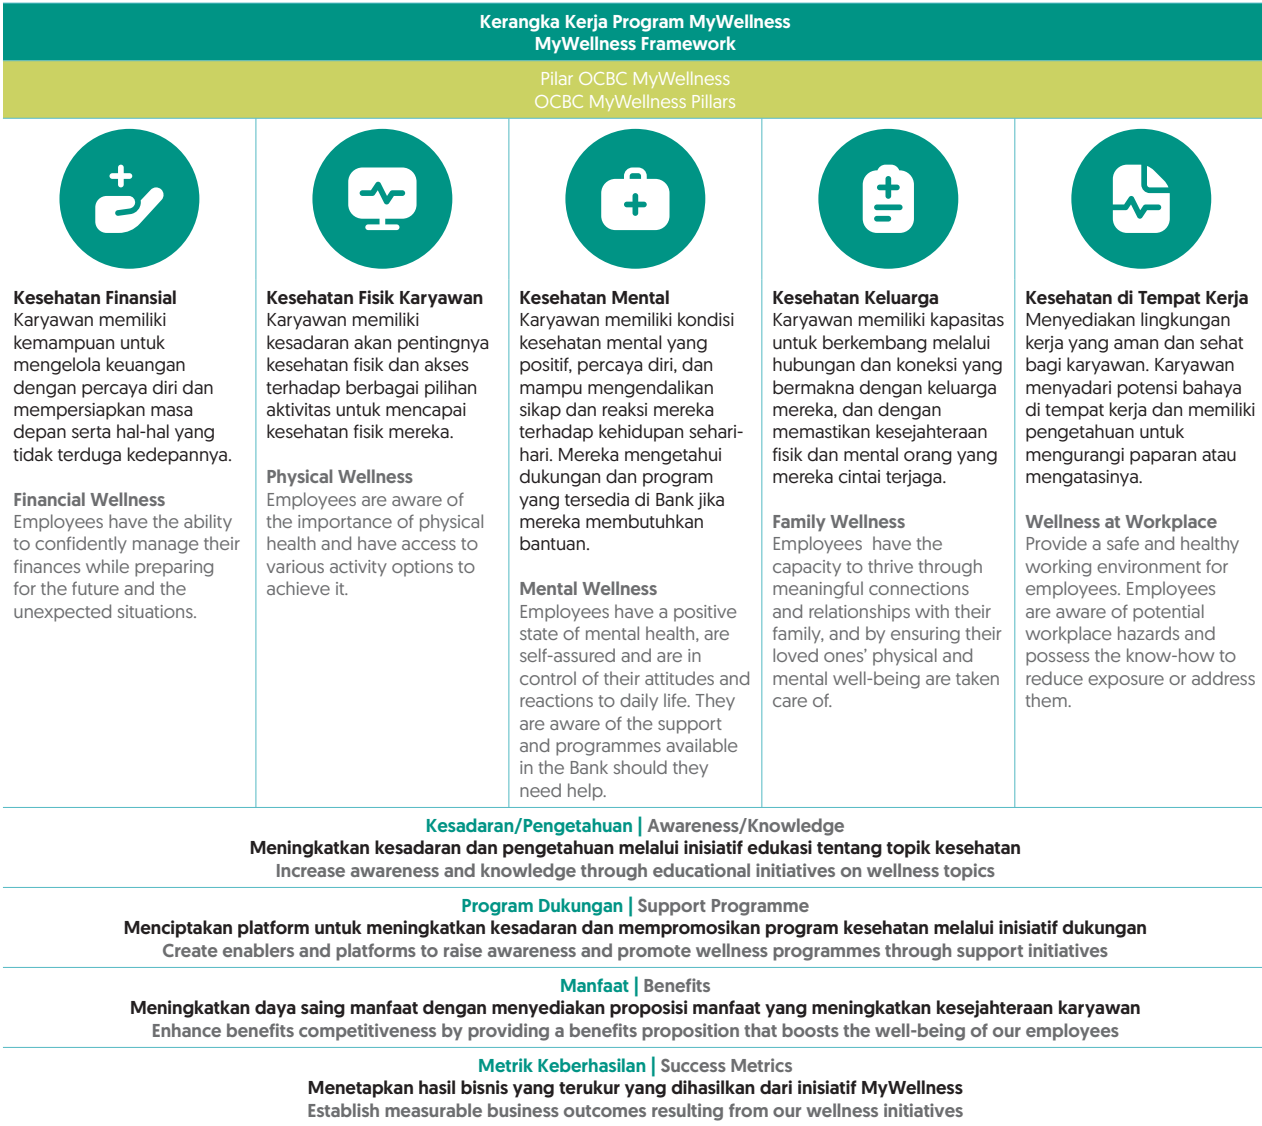 Kerangka Kerja Program MyWellness
MyWellness Framework
Pilar OCBC MyWellness
OCBC MyWellness Pillars
Kesehatan Finansial
Karyawan memiliki
kemampuan untuk
mengelola keuangan
dengan percaya diri dan
mempersiapkan masa
depan serta hal-hal yang
tidak terduga kedepannya.
Financial Wellness
Employees have the ability
to confidently manage their
finances while preparing
for the future and the
unexpected situations.
Kesehatan Fisik Karyawan
Karyawan memiliki
kesadaran akan pentingnya
kesehatan fisik dan akses
terhadap berbagai pilihan
aktivitas untuk mencapai
kesehatan fisik mereka.
Physical Wellness
Employees are aware of
the importance of physical
health and have access to
various activity options to
achieve it.
Kesehatan Mental
Karyawan memiliki kondisi
kesehatan mental yang
positif, percaya diri, dan
mampu mengendalikan
sikap dan reaksi mereka
terhadap kehidupan sehari-
hari. Mereka mengetahui
dukungan dan program
yang tersedia di Bank jika
mereka membutuhkan
bantuan.
Mental Wellness
Employees have a positive
state of mental health, are
self-assured and are in
control of their attitudes and
reactions to daily life. They
are aware of the support
and programmes available
in the Bank should they
need help.
Kesehatan Keluarga
Karyawan memiliki kapasitas
untuk berkembang melalui
hubungan dan koneksi yang
bermakna dengan keluarga
mereka, dan dengan
memastikan kesejahteraan
fisik dan mental orang yang
mereka cintai terjaga.
Family Wellness
Employees have the
capacity to thrive through
meaningful connections
and relationships with their
family, and by ensuring their
loved ones’ physical and
mental well-being are taken
care of.
Kesehatan di Tempat Kerja
Menyediakan lingkungan
kerja yang aman dan sehat
bagi karyawan. Karyawan
menyadari potensi bahaya
di tempat kerja dan memiliki
pengetahuan untuk
mengurangi paparan atau
mengatasinya.
Wellness at Workplace
Provide a safe and healthy
working environment for
employees. Employees
are aware of potential
workplace hazards and
possess the know-how to
reduce exposure or address
them.
Kesadaran/Pengetahuan | Awareness/Knowledge
Meningkatkan kesadaran dan pengetahuan melalui inisiatif edukasi tentang topik kesehatan
Increase awareness and knowledge through educational initiatives on wellness topics
Program Dukungan | Support Programme
Menciptakan platform untuk meningkatkan kesadaran dan mempromosikan program kesehatan melalui inisiatif dukungan
Create enablers and platforms to raise awareness and promote wellness programmes through support initiatives
Manfaat | Benefits
Meningkatkan daya saing manfaat dengan menyediakan proposisi manfaat yang meningkatkan kesejahteraan karyawan
Enhance benefits competitiveness by providing a benefits proposition that boosts the well-being of our employees
Metrik Keberhasilan | Success Metrics
Menetapkan hasil bisnis yang terukur yang dihasilkan dari inisiatif MyWellness
Establish measurable business outcomes resulting from our wellness initiatives